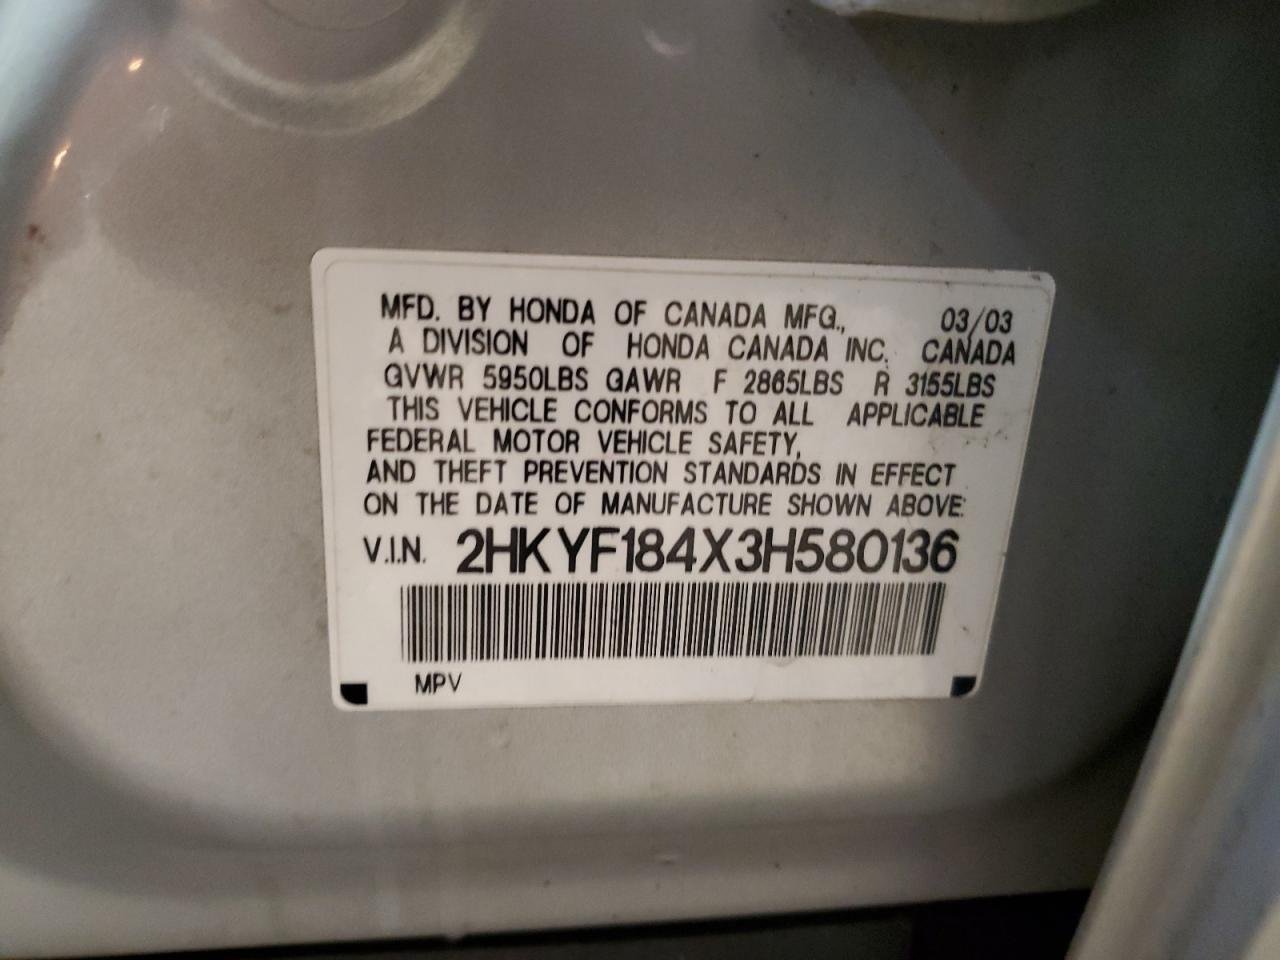 MFD. BY HONDA OF CANADA MFG., 03/03
A DIVISION OF HONDA CANADA INC. CANADA
GVWR 5950LBS GAWR F 2865LBS R 3155LBS
THIS VEHICLE CONFORMS TO ALL APPLICABLE
FEDERAL MOTOR VEHICLE SAFETY,
AND THEFT PREVENTION STANDARDS IN EFFECT
ON THE DATE OF MANUFACTURE SHOWN ABOVE:
V.I.N. 2HKYF184X3H580136
MPV